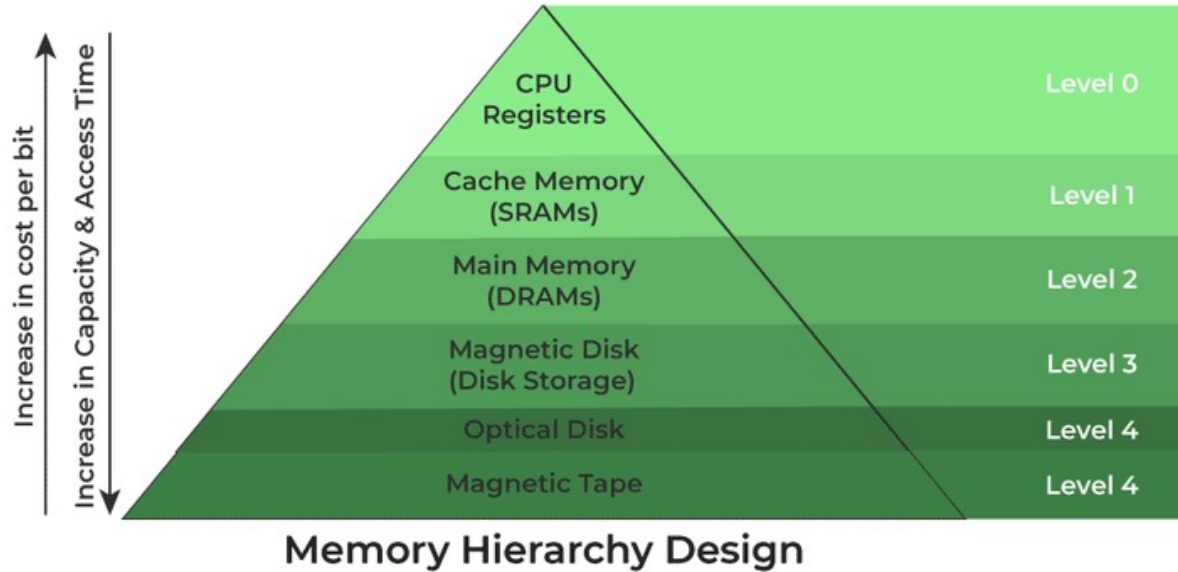 Increase in cost per bit
Increase in Capacity & Access Time
CPU
Registers
Level 0
Cache Memory
(SRAMs)
Level 1
Main Memory
(DRAMs)
Level 2
Magnetic Disk
(Disk Storage)
Level 3
Optical Disk
Level 4
Magnetic Tape
Level 4
Memory Hierarchy Design